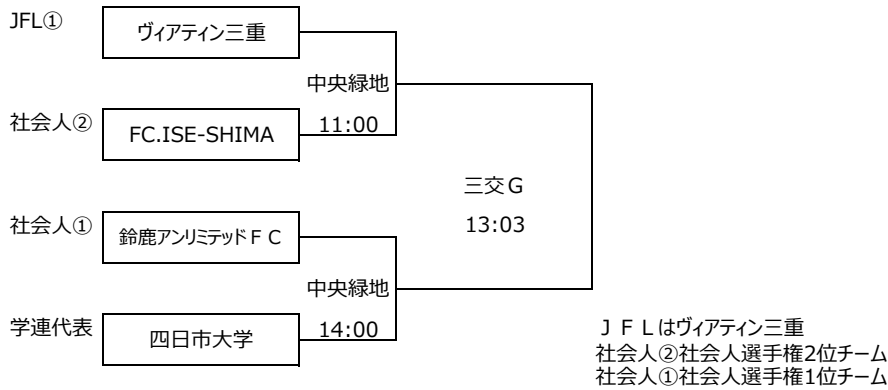 JFL①
ヴィアティン三重
中央緑地
社会人②
FC.ISE-SHIMA
11:00
三交G
社会人①
鈴鹿アンリミテッドＦＣ
13:03
中央緑地
学連代表
四日市大学
14:00
ＪＦＬはヴィアティン三重
社会人②社会人選手権2位チーム
社会人①社会人選手権1位チーム